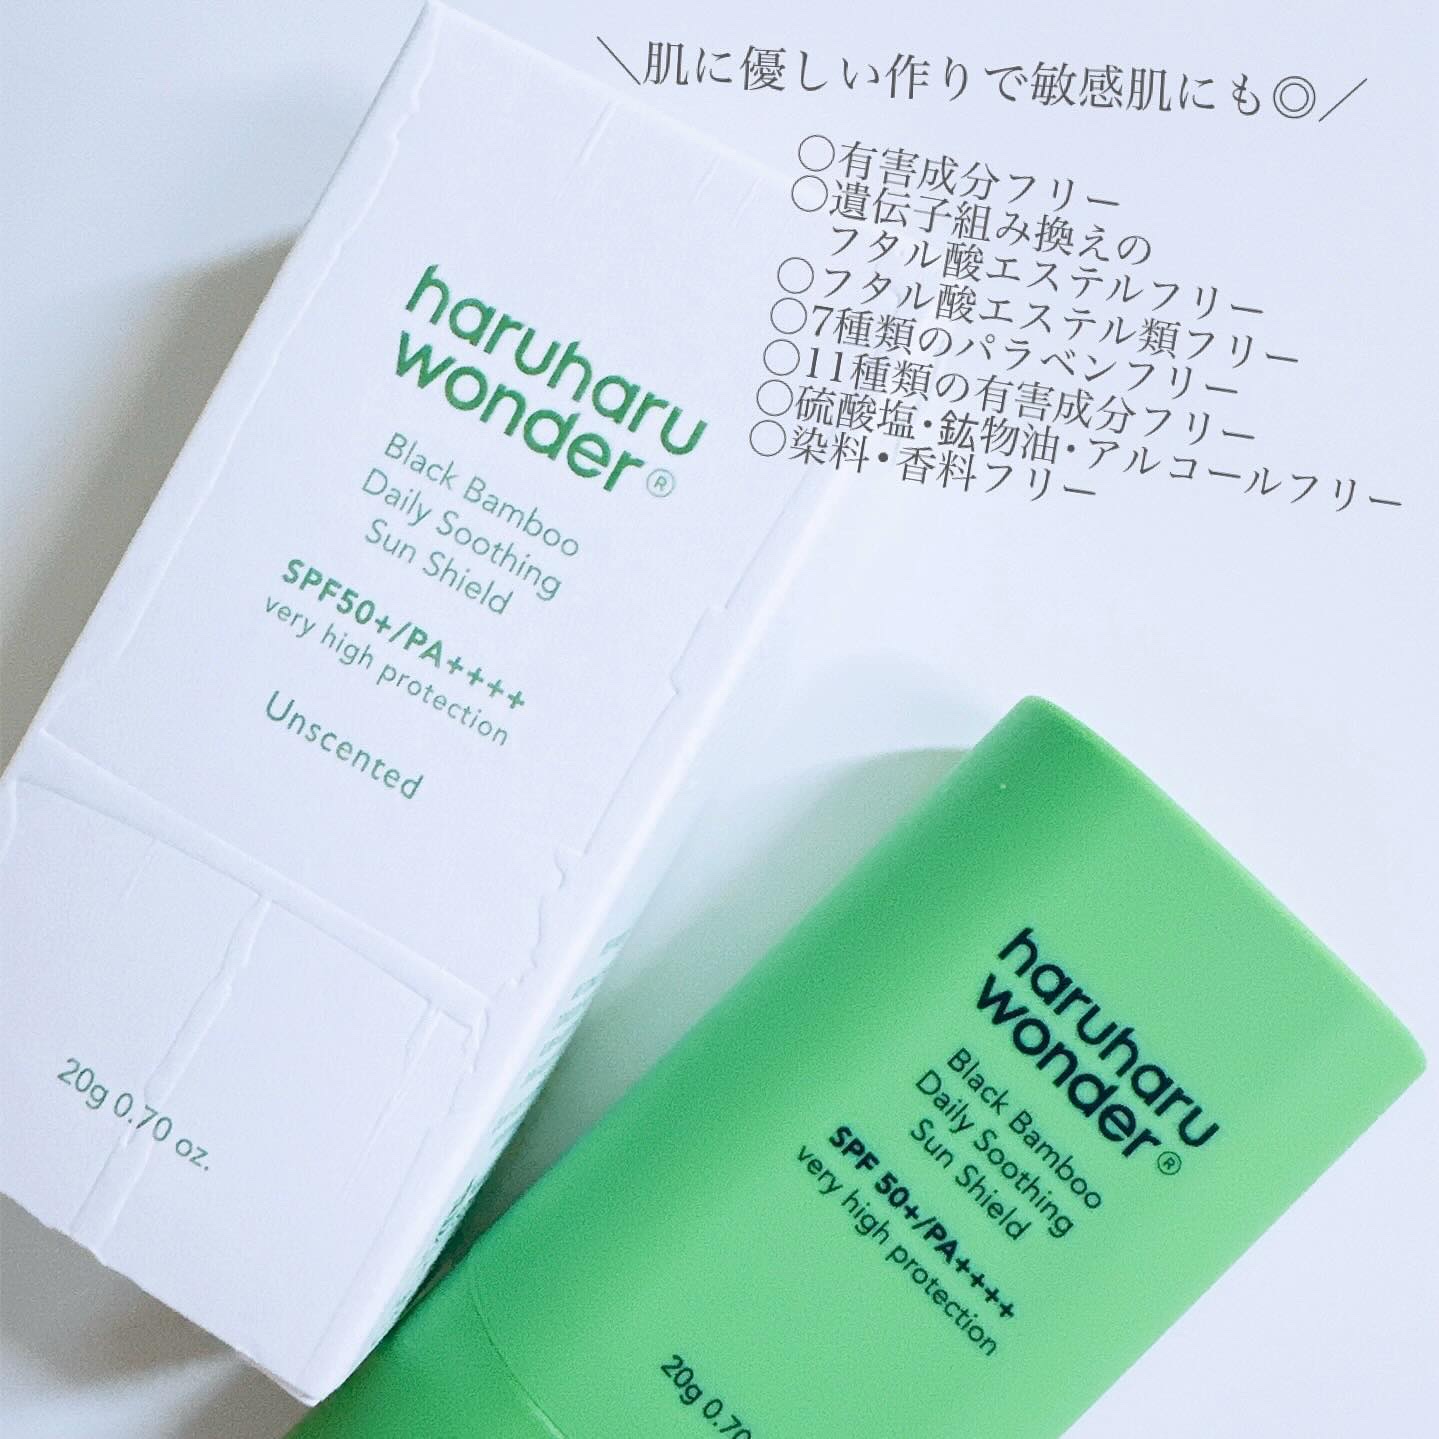 ＼肌に優しい作りで敏感肌にも◎／
○有害成分フリー
○遺伝子組み換えの
フタル酸エステルフリー
○フタル酸エステル類フリー
○7種類のパラベンフリー
○11種類の有害成分フリー
○硫酸塩・鉱物油・アルコールフリー
○染料・香料フリー
haruharu
wonder®
Black Bamboo
Daily Soothing
Sun Shield
SPF50+/PA++++
very high protection
Unscented
20g 0.70 oz.
haruharu
wonder®
Black Bamboo
Daily Soothing
Sun Shield
SPF 50+/PA++++
very high protection
20g 0.70